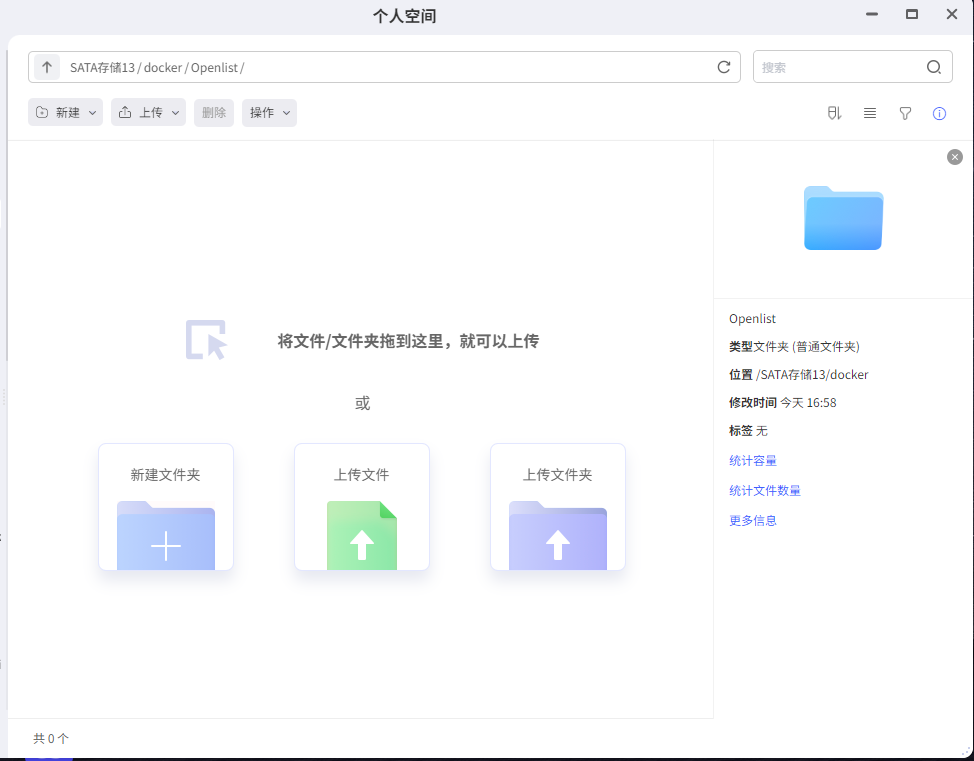 个人空间
SATA存储13 / docker / Openlist /
搜索
新建 上传 删除 操作
将文件/文件夹拖到这里，就可以上传
或
新建文件夹 上传文件 上传文件夹
Openlist
类型 文件夹 (普通文件夹)
位置 /SATA存储13/docker
修改时间 今天 16:58
标签 无
统计容量
统计文件数量
更多信息
共 0 个